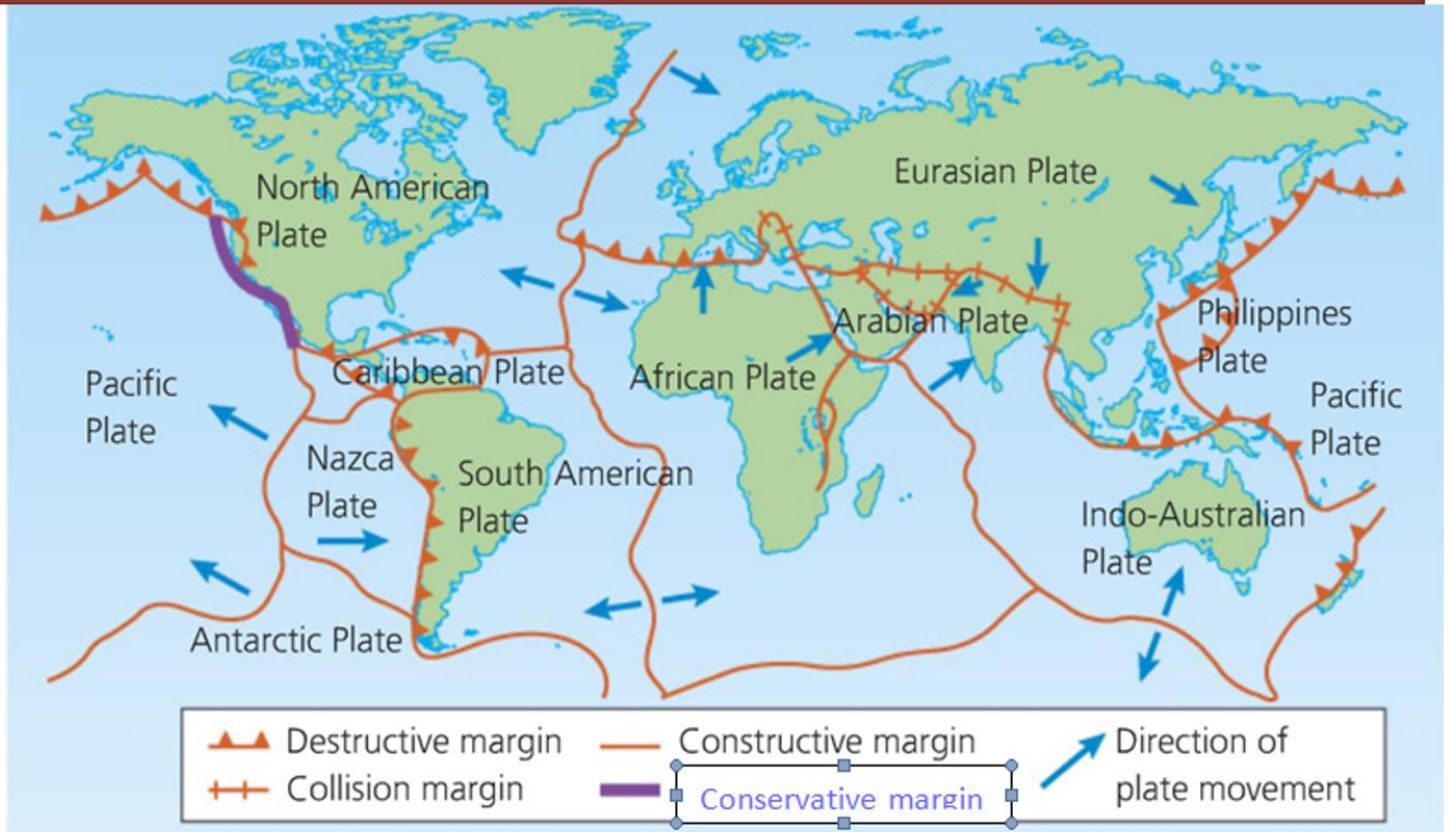 North American
Plate
Eurasian Plate
Philippines
Plate
Arabian Plate
Caribbean Plate
African Plate
Pacific
Plate
Pacific
Plate
Nazca
Plate
South American
Plate
Indo-Australian
Plate
Antarctic Plate
Destructive margin
Constructive margin
Direction of
plate movement
Collision margin
Conservative margin